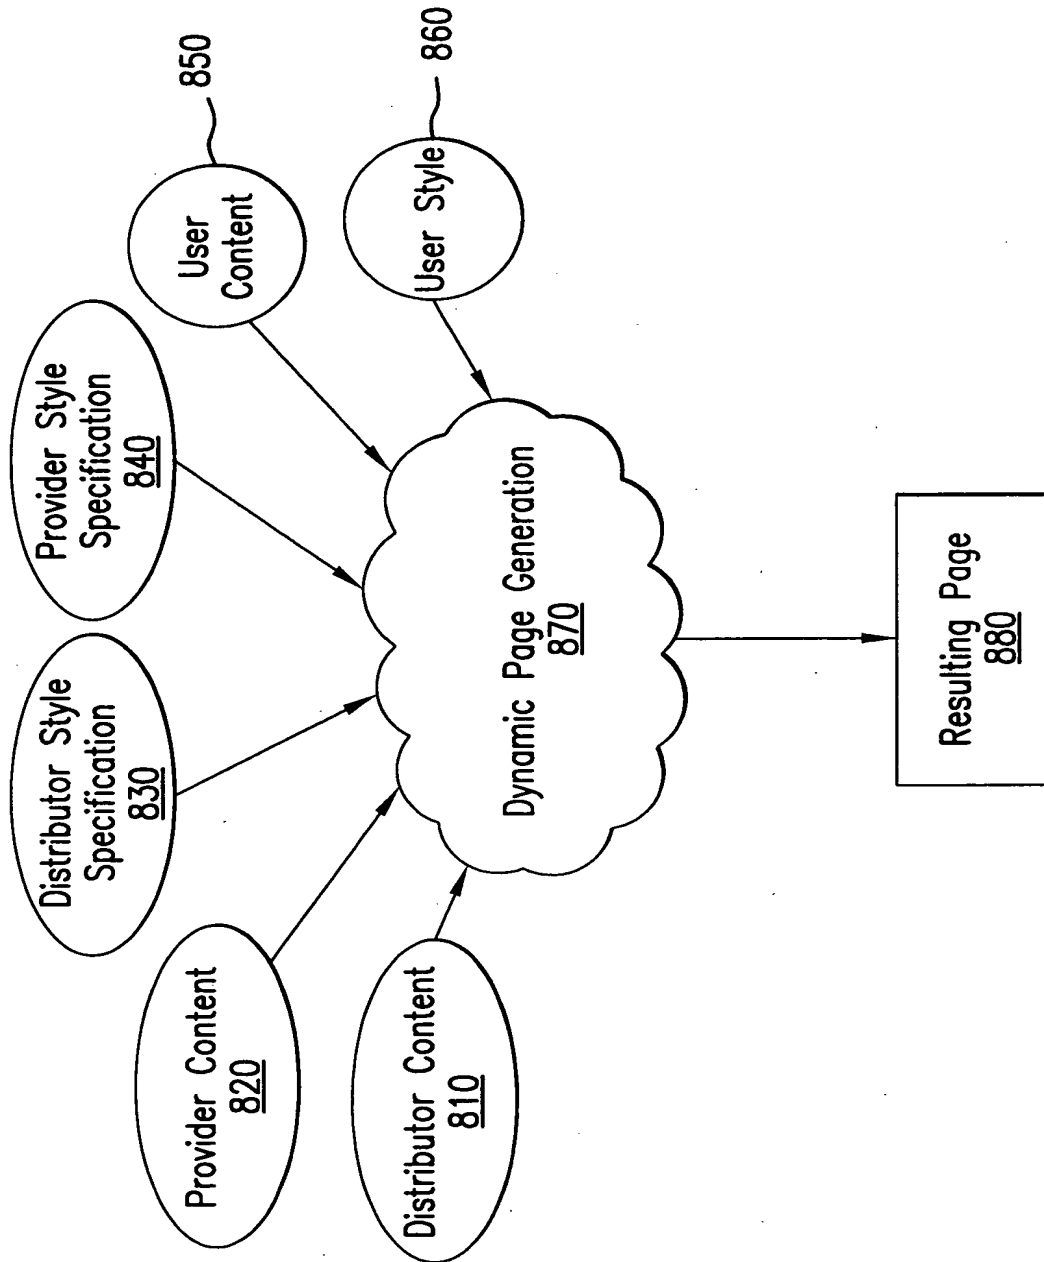 Distributor Content
810
Provider Content
820
Distributor Style
Specification
830
Provider Style
Specification
840
User
Content
850
User Style
860
Dynamic Page Generation
870
Resulting Page
880